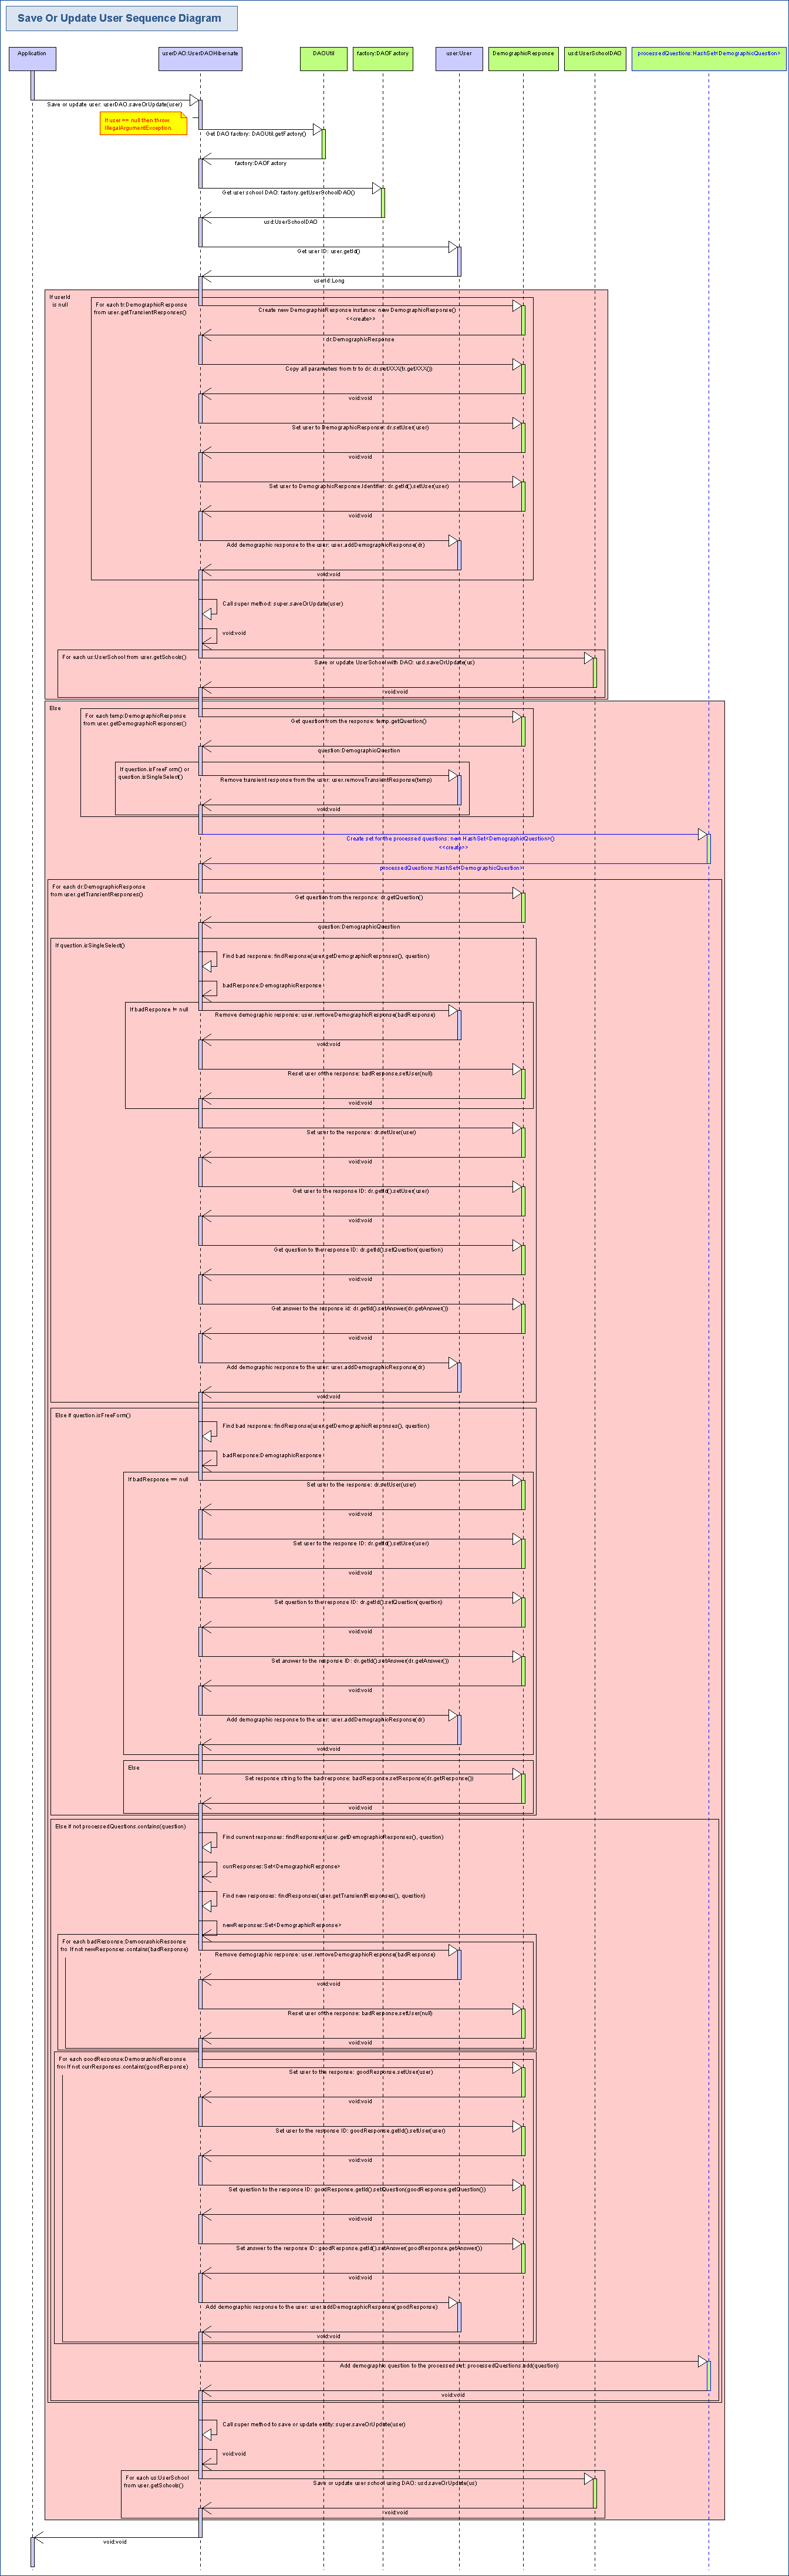 Save Or Update User Sequence Diagram
Application
userDAO:UserDAOHibernate
DAOUtil
factory:DAOFactory
user:User
DemographicResponse
usd:UserSchoolDAO
processedQuestions:HashSet<DemographicQuestion>
Save or update user: userDAO.saveOrUpdate(user)
If user == null then throw
IllegalArgumentException.
Get DAO factory: DAOUtil.getFactory()
factory:DAOFactory
Get user school DAO: factory.getUserSchoolDAO()
usd:UserSchoolDAO
Get user ID: user.getId()
userId:Long
If userId
is null
For each tr:DemographicResponse
from user.getTransientResponses()
Create new DemographicResponse instance: new DemographicResponse()
<<create>>
dr:DemographicResponse
Copy all parameters from tr to dr: dr.setXXX(tr.getXXX())
void:void
Set user to DemographicResponse: dr.setUser(user)
void:void
Set user to DemographicResponse.Identifier: dr.getId().setUser(user)
void:void
Add demographic response to the user: user.addDemographicResponse(dr)
void:void
Call super method: super.saveOrUpdate(user)
void:void
For each us:UserSchool from user.getSchools()
Save or update UserSchool with DAO: usd.saveOrUpdate(us)
void:void
Else
For each temp:DemographicResponse
from user.getDemographicResponses()
Get question from the response: temp.getQuestion()
question:DemographicQuestion
If question.isFreeForm() or
question.isSingleSelect()
Remove transient response from the user: user.removeTransientResponse(temp)
void:void
Create set for the processed questions: new HashSet<DemographicQuestion>()
<<create>>
processedQuestions:HashSet<DemographicQuestion>
For each dr:DemographicResponse
from user.getTransientResponses()
Get question from the response: dr.getQuestion()
question:DemographicQuestion
If question.isSingleSelect()
Find bad response: findResponse(user.getDemographicResponses(), question)
badResponse:DemographicResponse
If badResponse != null
Remove demographic response: user.removeDemographicResponse(badResponse)
void:void
Reset user of the response: badResponse.setUser(null)
void:void
Set user to the response: dr.setUser(user)
void:void
Get user to the response ID: dr.getId().setUser(user)
void:void
Get question to the response ID: dr.getId().setQuestion(question)
void:void
Get answer to the response id: dr.getId().setAnswer(dr.getAnswer())
void:void
Add demographic response to the user: user.addDemographicResponse(dr)
void:void
Else if question.isFreeForm()
Find bad response: findResponse(user.getDemographicResponses(), question)
badResponse:DemographicResponse
If badResponse == null
Set user to the response: dr.setUser(user)
void:void
Set user to the response ID: dr.getId().setUser(user)
void:void
Set question to the response ID: dr.getId().setQuestion(question)
void:void
Set answer to the response ID: dr.getId().setAnswer(dr.getAnswer())
void:void
Add demographic response to the user: user.addDemographicResponse(dr)
void:void
Else
Set response string to the bad response: badResponse.setResponse(dr.getResponse())
void:void
Else if not processedQuestions.contains(question)
Find current responses: findResponses(user.getDemographicResponses(), question)
currResponses:Set<DemographicResponse>
Find new responses: findResponses(user.getTransientResponses(), question)
newResponses:Set<DemographicResponse>
For each badResponse:DemographicResponse
If not newResponses.contains(badResponse)
Remove demographic response: user.removeDemographicResponse(badResponse)
void:void
Reset user of the response: badResponse.setUser(null)
void:void
For each goodResponse:DemographicResponse
If not currResponses.contains(goodResponse)
Set user to the response: goodResponse.setUser(user)
void:void
Set user to the response ID: goodResponse.getId().setUser(user)
void:void
Set question to the response ID: goodResponse.getId().setQuestion(goodResponse.getQuestion())
void:void
Set answer to the response ID: goodResponse.getId().setAnswer(goodResponse.getAnswer())
void:void
Add demographic response to the user: user.addDemographicResponse(goodResponse)
void:void
Add demographic question to the processed set: processedQuestions.add(question)
void:void
Call super method to save or update entity: super.saveOrUpdate(user)
void:void
For each us:UserSchool
from user.getSchools()
Save or update user school using DAO: usd.saveOrUpdate(us)
void:void
void:void